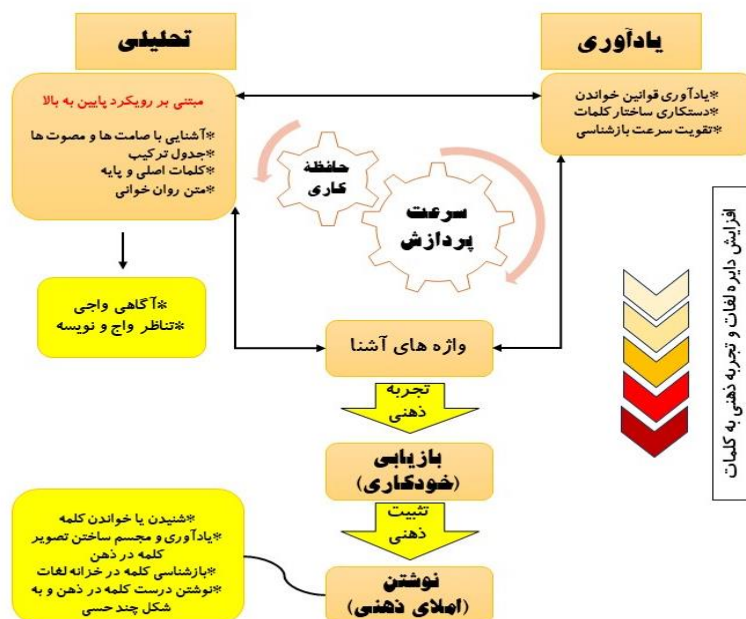 یادآوری
تحلیلی
*یادآوری قوانین خواندن
*دستکاری ساختار کلمات
*تقویت سرعت بازشناسی
مبتنی بر رویکرد پایین به بالا
*آشنایی با صامت ها و مصوت ها
*جدول ترکیب
*کلمات اصلی و پایه
*متن روان خوانی
حافظه
کاری
سرعت
پردازش
*آگاهی واجی
*تناظر واج و نویسه
افزایش دایره لغات و تجربه ذهنی به کلمات
واژه های آشنا
تجربه
ذهنی
بازیابی
(خودکاری)
تثبیت
ذهنی
نوشتن
(املای ذهنی)
*شنیدن یا خواندن کلمه
*یادآوری و مجسم ساختن تصویر
کلمه در ذهن
*بازشناسی کلمه در خزانه لغات
*نوشتن درست کلمه در ذهن و به
شکل چند حسی